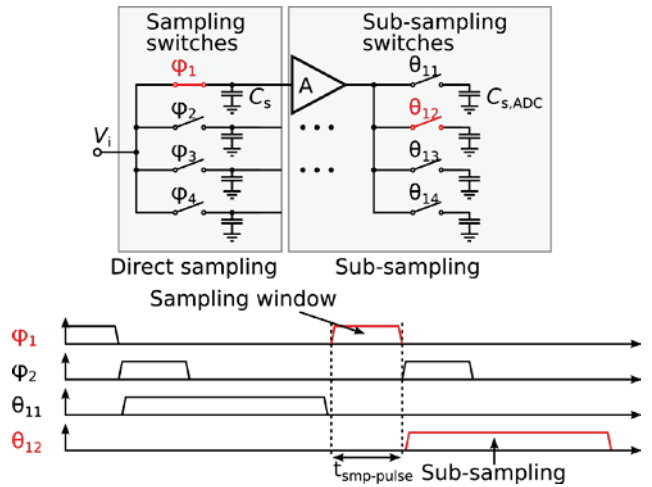 Sampling switches
Sub-sampling switches
φ1
Cs
A
θ11
Cs,ADC
φ2
θ12
Vi
φ3
θ13
φ4
θ14
Direct sampling
Sub-sampling
Sampling window
φ1
φ2
θ11
θ12
tsmp-pulse
Sub-sampling